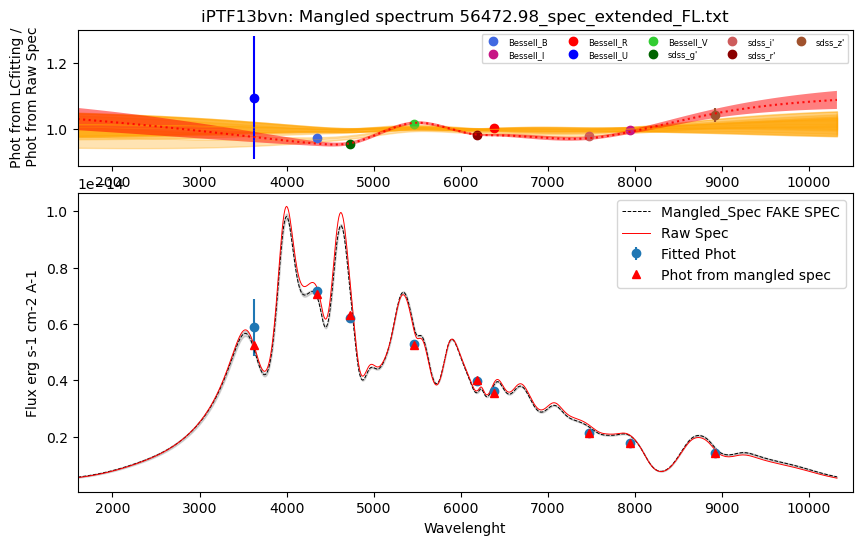 iPTF13bvn: Mangled spectrum 56472.98_spec_extended_FL.txt
Phot from LCfitting /
Phot from Raw Spec
1.2
1.0
Bessell_B Bessell_R Bessell_V sdss_i' sdss_z'
Bessell_I Bessell_U sdss_g' sdss_r'
2000 3000 4000 5000 6000 7000 8000 9000 10000
1e−14
Flux erg s-1 cm-2 A-1
1.0
0.8
0.6
0.4
0.2
Mangled_Spec FAKE SPEC
Raw Spec
Fitted Phot
Phot from mangled spec
2000 3000 4000 5000 6000 7000 8000 9000 10000
Wavelenght